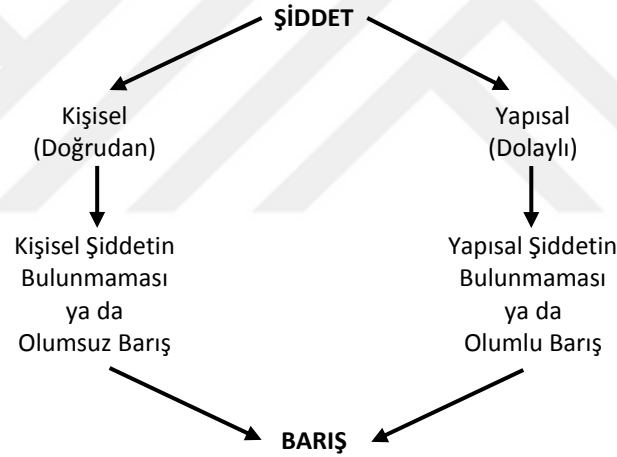 ŞİDDET
Kişisel
(Doğrudan)
Yapısal
(Dolaylı)
Kişisel Şiddetin
Bulunmaması
ya da
Olumsuz Barış
Yapısal Şiddetin
Bulunmaması
ya da
Olumlu Barış
BARIŞ